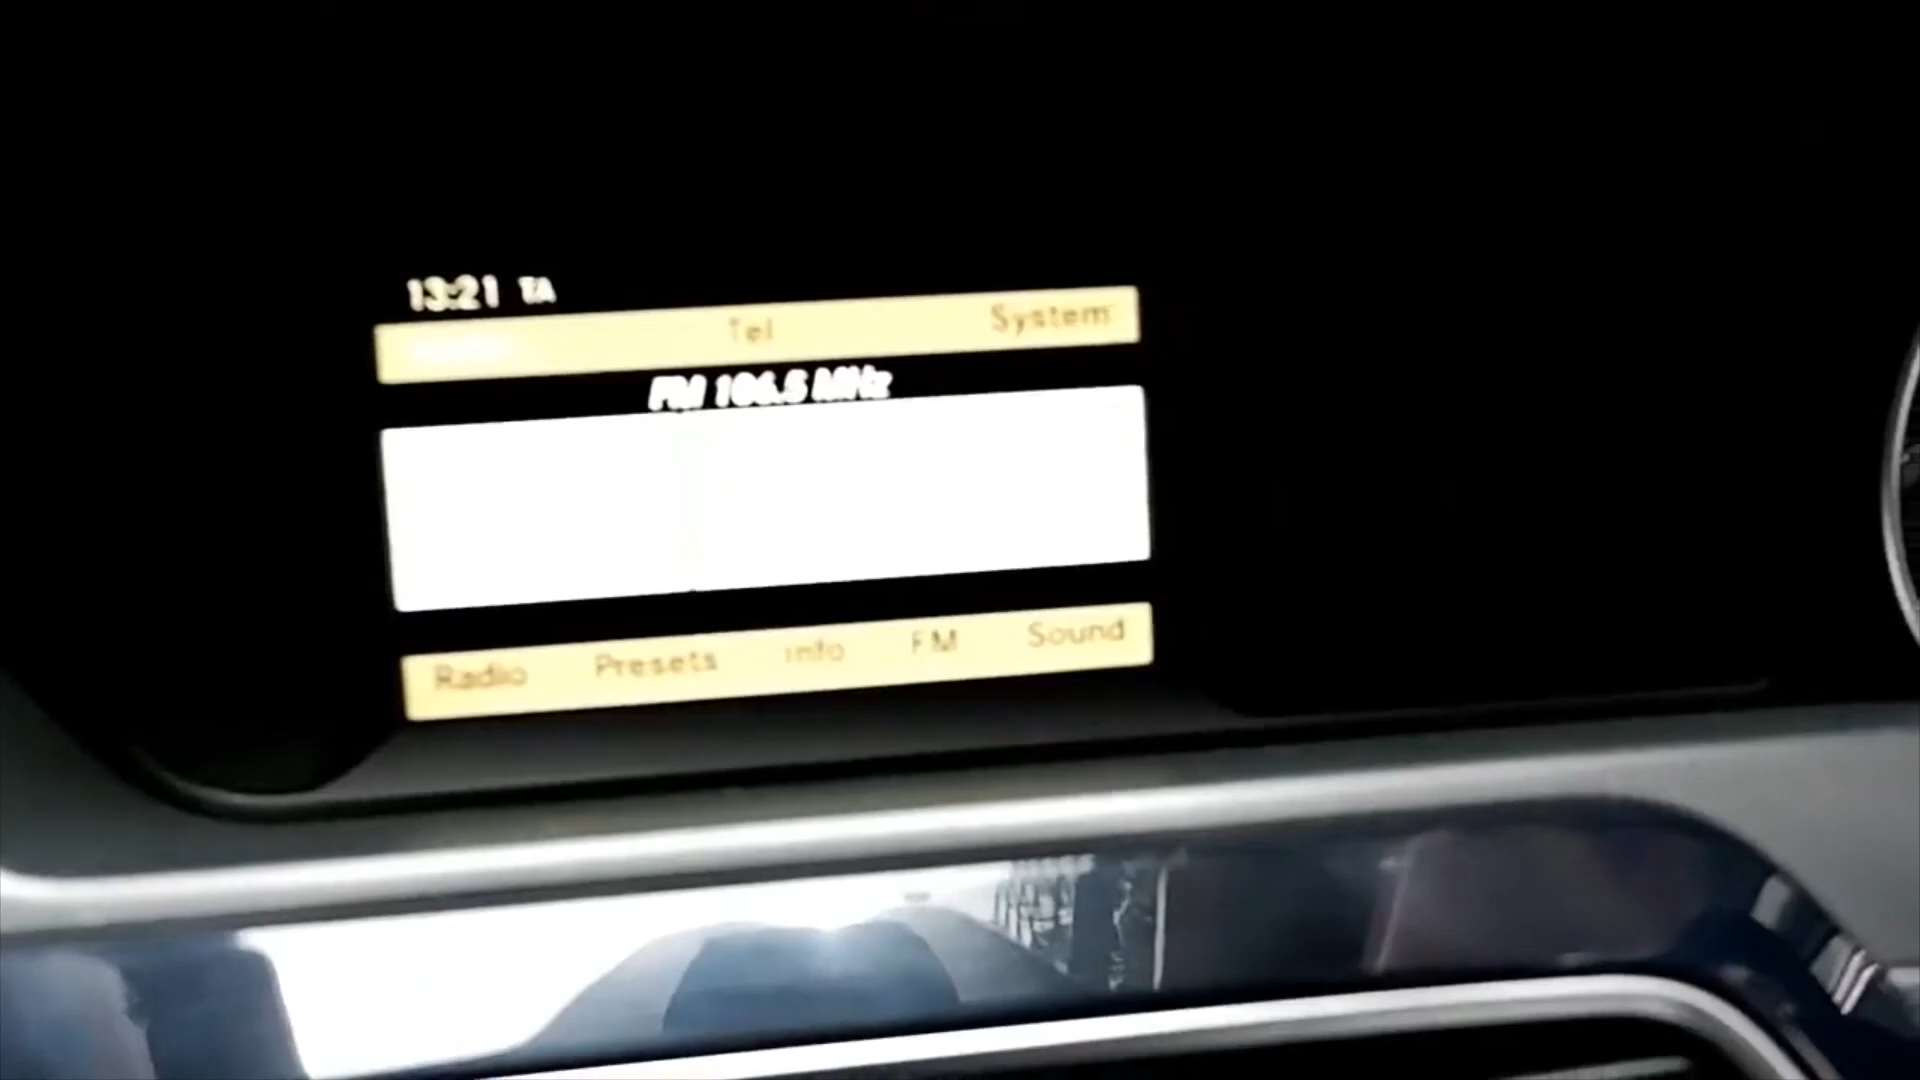 13:21 TA
Tel System
FM 106.5 MHz
Radio Presets Info FM Sound